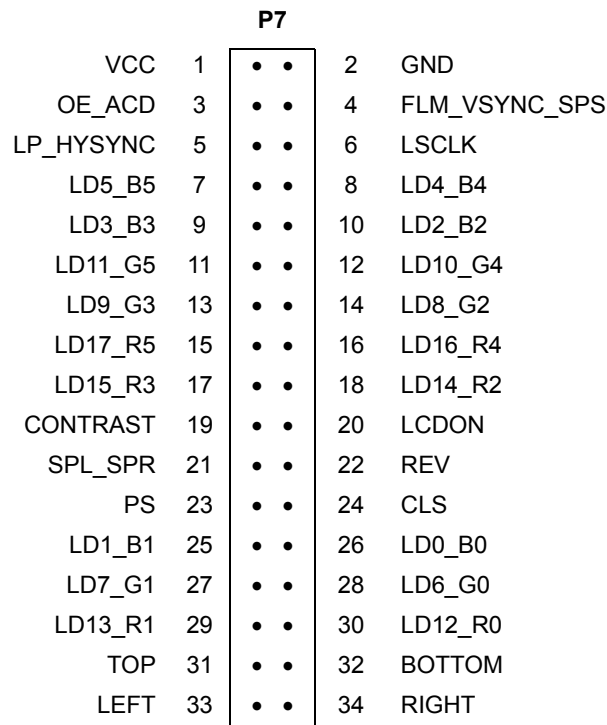 P7
VCC 1 2 GND
OE_ACD 3 4 FLM_VSYNC_SPS
LP_HYSYNC 5 6 LSCLK
LD5_B5 7 8 LD4_B4
LD3_B3 9 10 LD2_B2
LD11_G5 11 12 LD10_G4
LD9_G3 13 14 LD8_G2
LD17_R5 15 16 LD16_R4
LD15_R3 17 18 LD14_R2
CONTRAST 19 20 LCDON
SPL_SPR 21 22 REV
PS 23 24 CLS
LD1_B1 25 26 LD0_B0
LD7_G1 27 28 LD6_G0
LD13_R1 29 30 LD12_R0
TOP 31 32 BOTTOM
LEFT 33 34 RIGHT